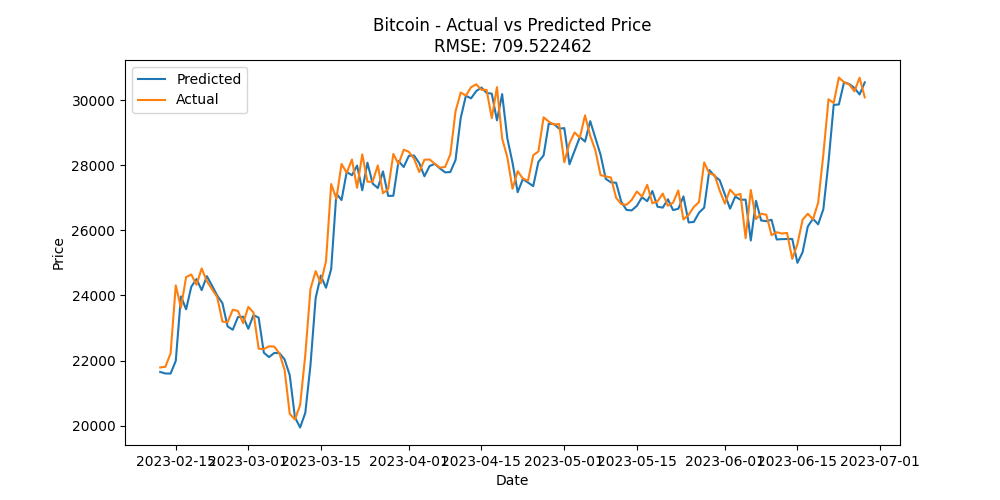 Bitcoin - Actual vs Predicted Price
RMSE: 709.522462
Predicted
Actual
30000
28000
26000
24000
22000
20000
Price
2023-02-15
2023-03-01
2023-03-15
2023-04-01
2023-04-15
2023-05-01
2023-05-15
2023-06-01
2023-06-15
2023-07-01
Date